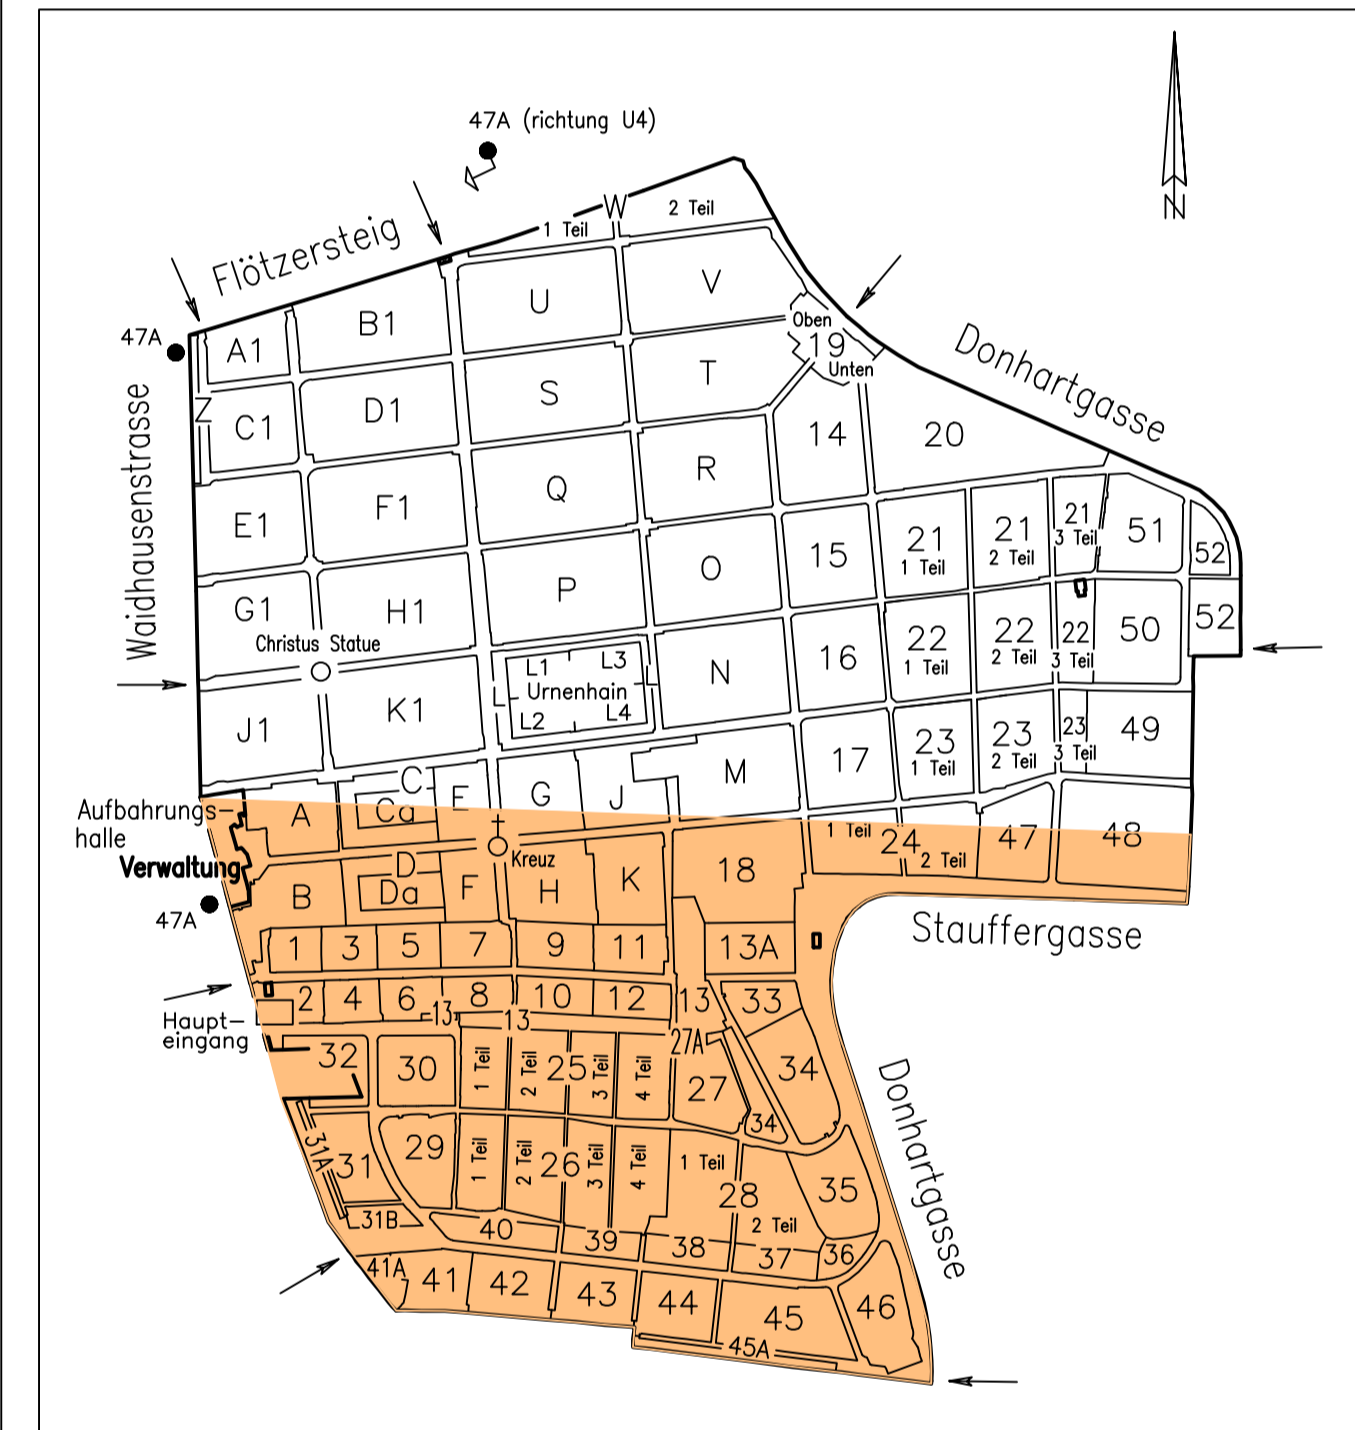 47A (richtung U4)
W
2 Teil
1 Teil
Flötzersteig
N
47A
A1
B1
U
V
Oben
19
Unten
Donhartgasse
Z
C1
D1
S
T
14
20
Waidhausenstrasse
E1
F1
Q
R
15
21
1 Teil
21
2 Teil
21
3 Teil
51
52
G1
H1
P
O
16
22
1 Teil
22
2 Teil
22
3 Teil
50
52
Christus Statue
L1
L3
L
Urnenhain
L
L2
L4
N
J1
K1
M
17
23
1 Teil
23
2 Teil
23
3 Teil
49
Aufbahrungs-
halle
Verwaltung
47A
A
C
Ca
E
G
J
1 Teil
24
2 Teil
47
48
Kreuz
B
D
Da
F
H
K
18
Stauffergasse
1
3
5
7
9
11
13A
2
4
6
8
10
12
13
33
Haupt-
eingang
13
13
27A
32
30
1 Teil
2 Teil
25
3 Teil
4 Teil
27
34
34
Donhartgasse
31A
31
29
1 Teil
2 Teil
26
3 Teil
4 Teil
1 Teil
28
2 Teil
35
31B
40
39
38
37
36
41A
41
42
43
44
45
46
45A